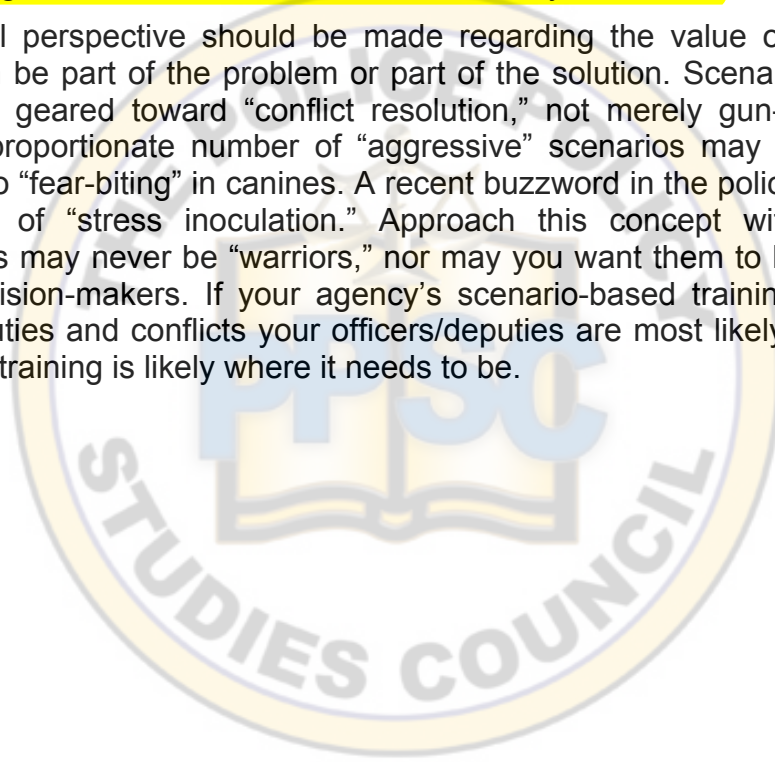 l perspective should be made regarding the value o
be part of the problem or part of the solution. Scena
geared toward “conflict resolution,” not merely gun-
proportionate number of “aggressive” scenarios may
o “fear-biting” in canines. A recent buzzword in the polic
of “stress inoculation.” Approach this concept wi
s may never be “warriors,” nor may you want them to
ision-makers. If your agency’s scenario-based trainin
uties and conflicts your officers/deputies are most likely
training is likely where it needs to be.
THE POLICE POLICY
PPSC
STUDIES COUNCIL